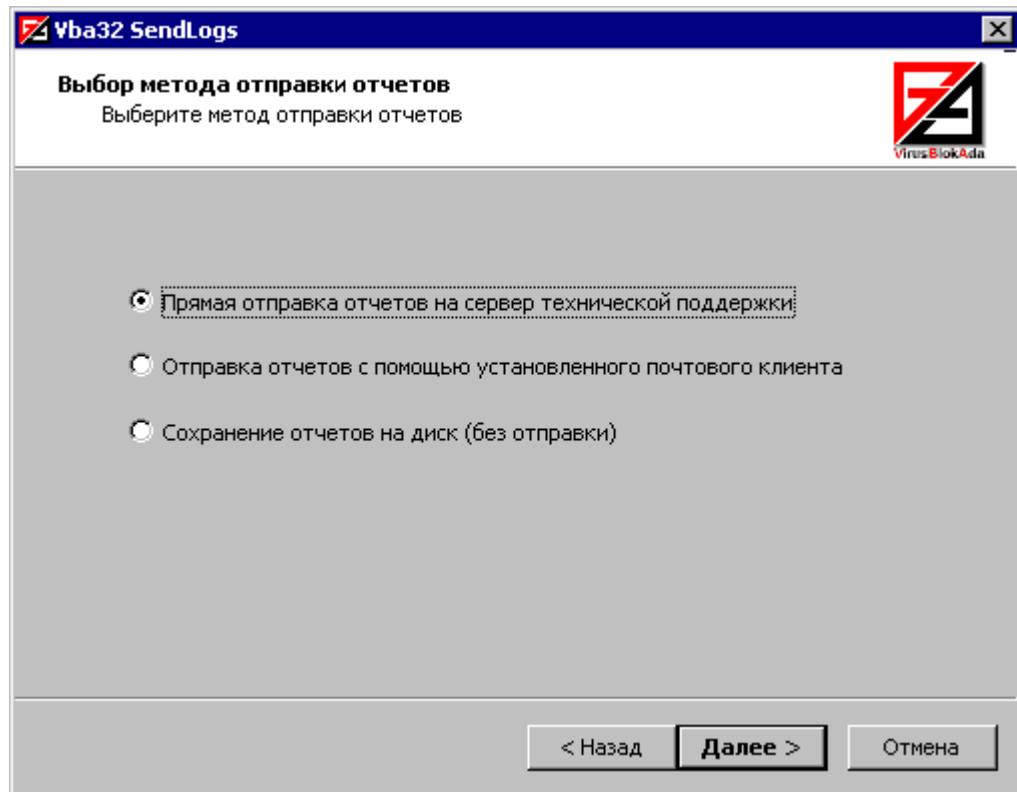 Vba32 SendLogs
Выбор метода отправки отчетов
Выберите метод отправки отчетов
VirusBlokAda
Прямая отправка отчетов на сервер технической поддержки
Отправка отчетов с помощью установленного почтового клиента
Сохранение отчетов на диск (без отправки)
< Назад Далее > Отмена